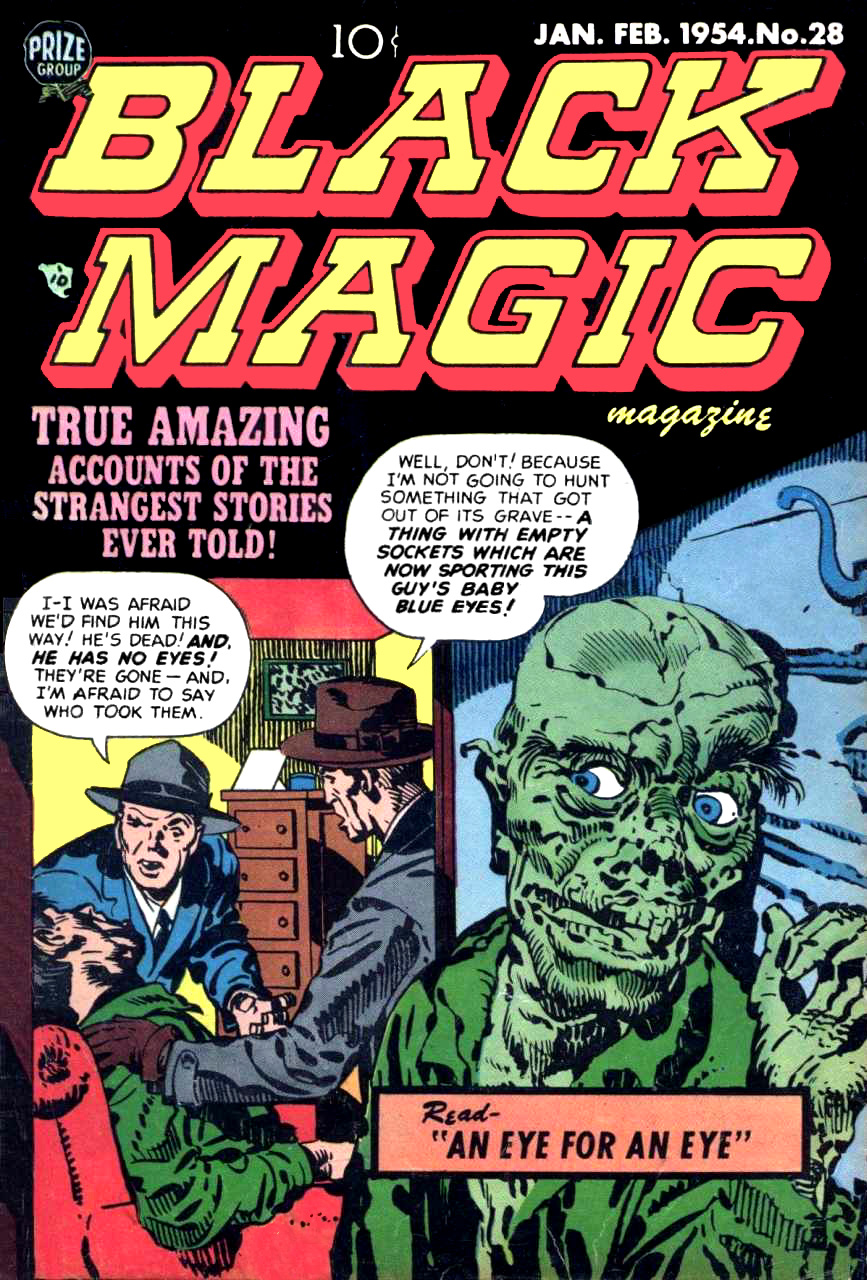 PRIZE
GROUP
10¢
JAN. FEB. 1954.No.28
BLACK
MAGIC
10
magazine
TRUE AMAZING
ACCOUNTS OF THE
STRANGEST STORIES
EVER TOLD!
WELL, DON'T! BECAUSE
I'M NOT GOING TO HUNT
SOMETHING THAT GOT
OUT OF ITS GRAVE--A
THING WITH EMPTY
SOCKETS WHICH ARE
NOW SPORTING THIS
GUY'S BABY
BLUE EYES!
I-I WAS AFRAID
WE'D FIND HIM THIS
WAY! HE'S DEAD! AND,
HE HAS NO EYES!
THEY'RE GONE — AND,
I'M AFRAID TO SAY
WHO TOOK THEM.
Read-
"AN EYE FOR AN EYE"